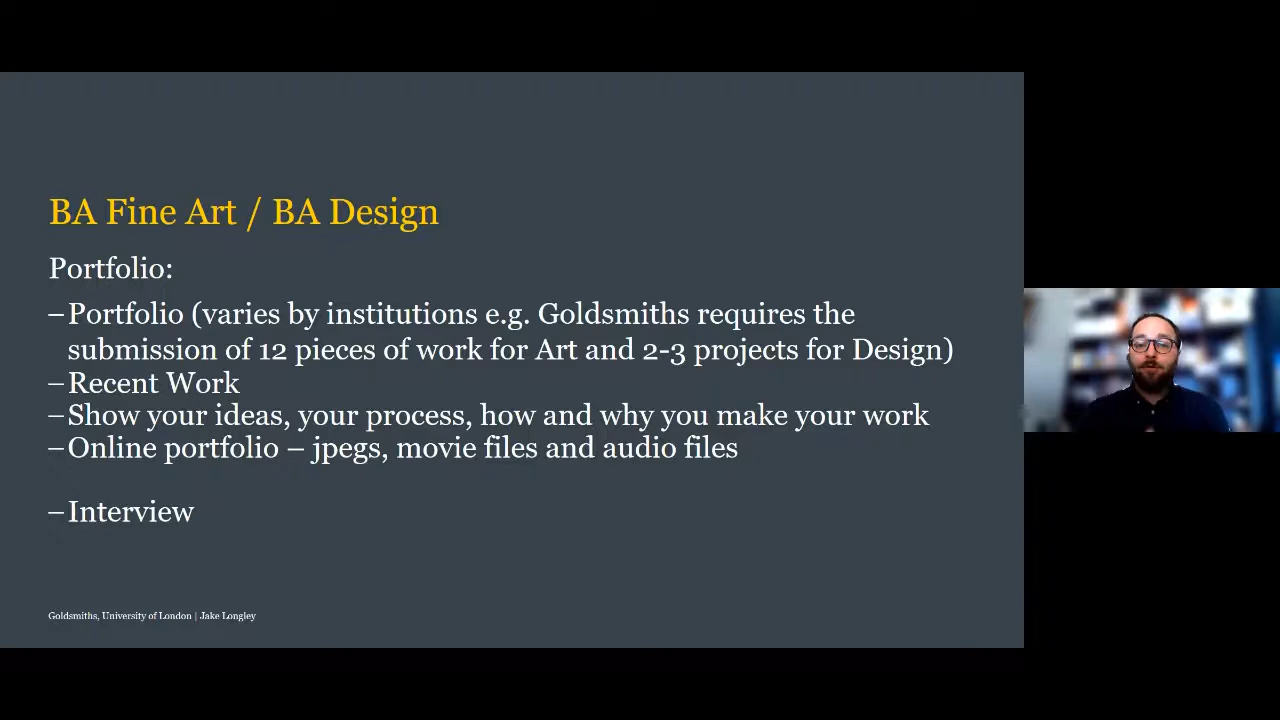 BA Fine Art / BA Design
Portfolio:
–Portfolio (varies by institutions e.g. Goldsmiths requires the
submission of 12 pieces of work for Art and 2-3 projects for Design)
–Recent Work
–Show your ideas, your process, how and why you make your work
–Online portfolio – jpegs, movie files and audio files
–Interview
Goldsmiths, University of London | Jake Longley